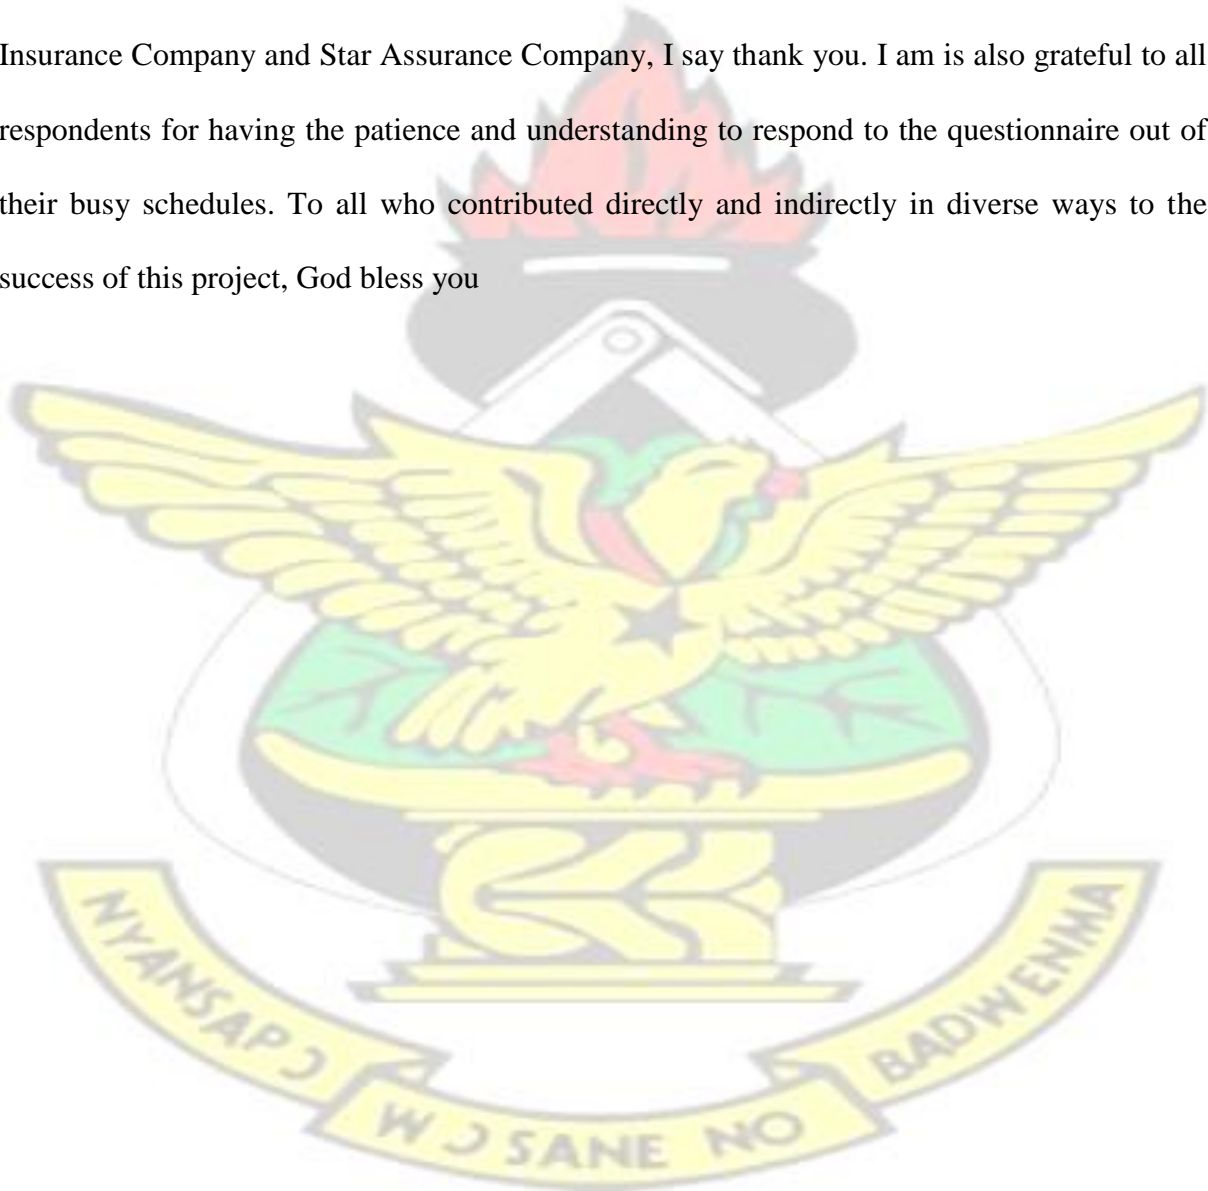 Insurance Company and Star Assurance Company, I say thank you. I am is also grateful to all
respondents for having the patience and understanding to respond to the questionnaire out of
their busy schedules. To all who contributed directly and indirectly in diverse ways to the
success of this project, God bless you
NYANSAPƆ WƆSANE NO BADWENMA